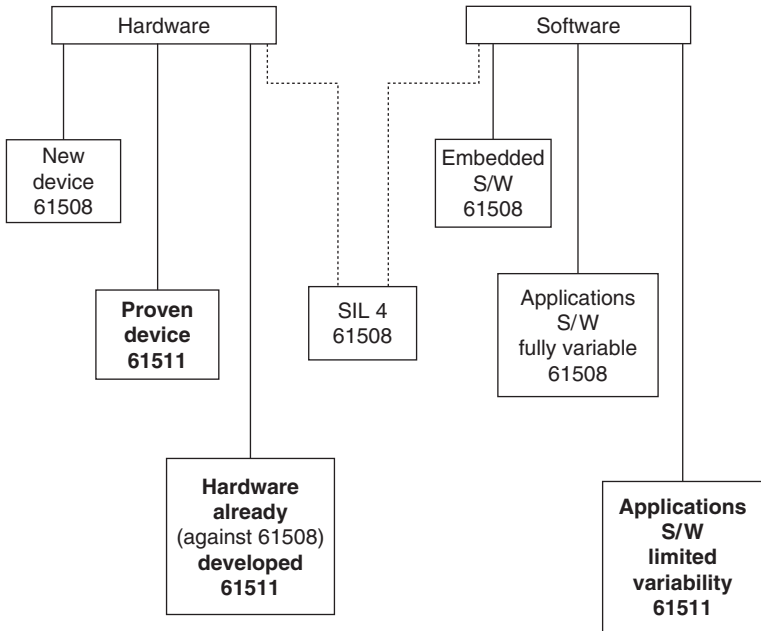 Hardware
Software
New
device
61508
Embedded
S/W
61508
Proven
device
61511
SIL 4
61508
Applications
S/W
fully variable
61508
Hardware
already
(against 61508)
developed
61511
Applications
S/W
limited
variability
61511